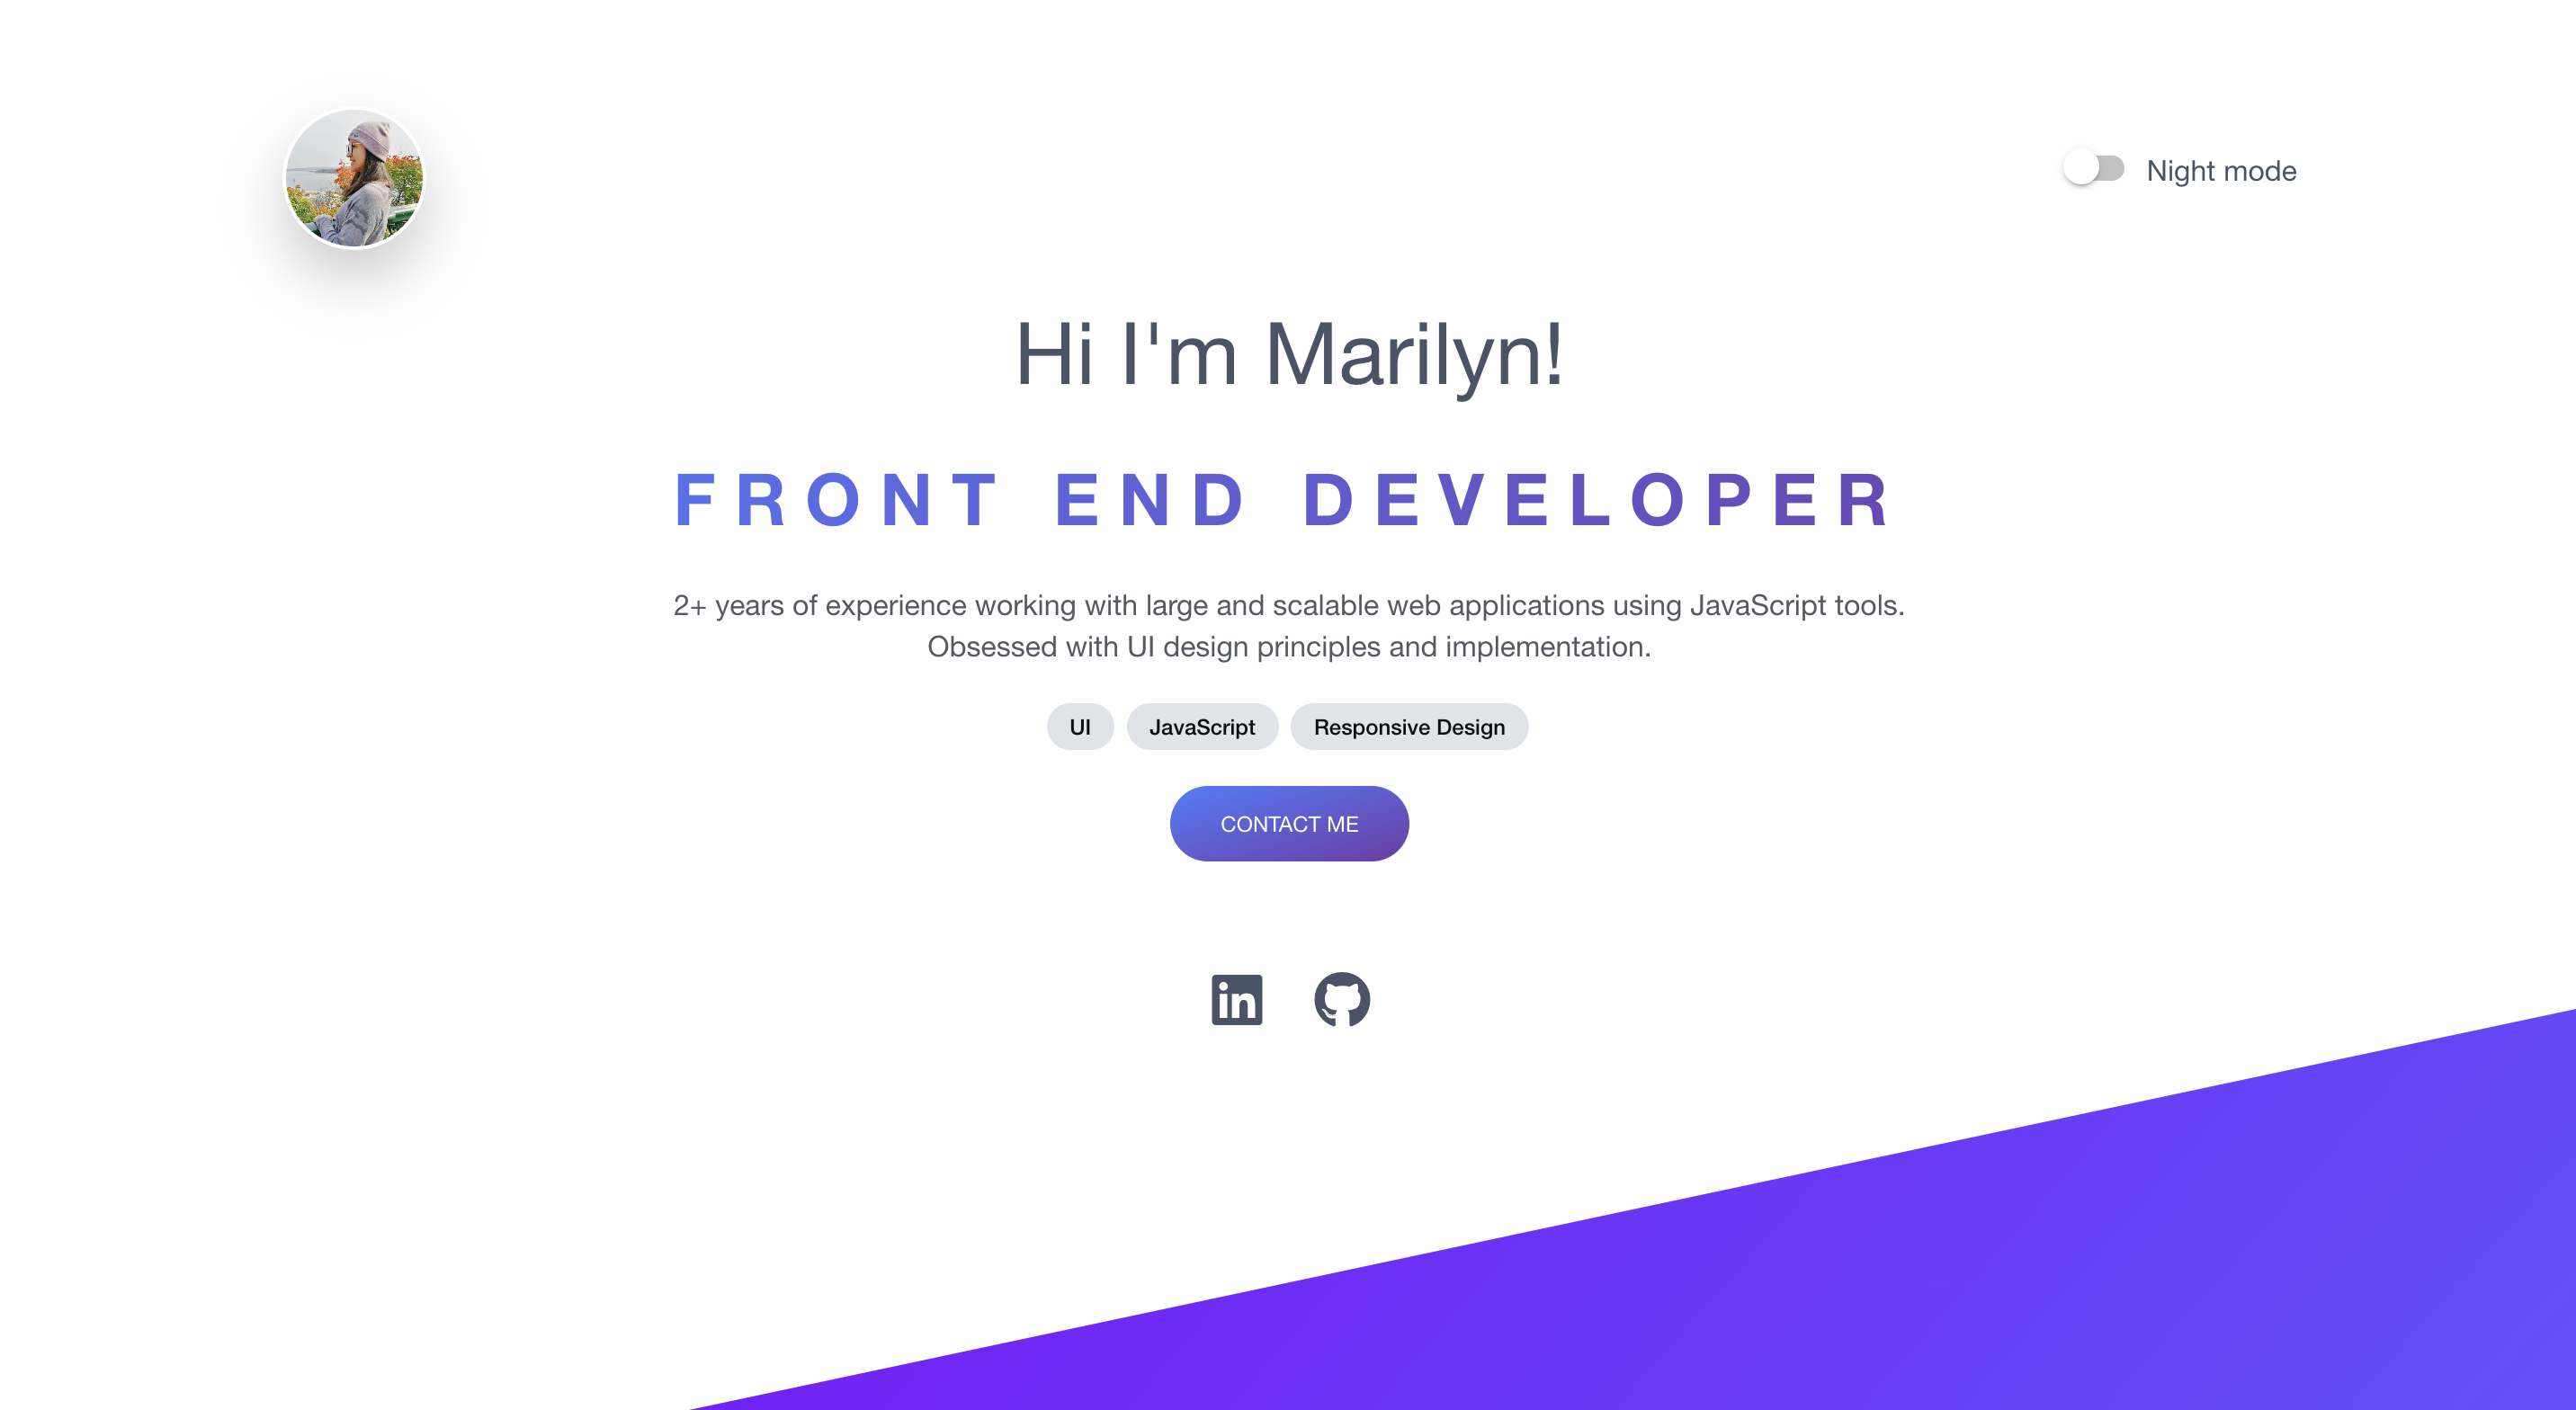 Night mode
Hi I'm Marilyn!
FRONT END DEVELOPER
2+ years of experience working with large and scalable web applications using JavaScript tools.
Obsessed with UI design principles and implementation.
UI JavaScript Responsive Design
CONTACT ME
in